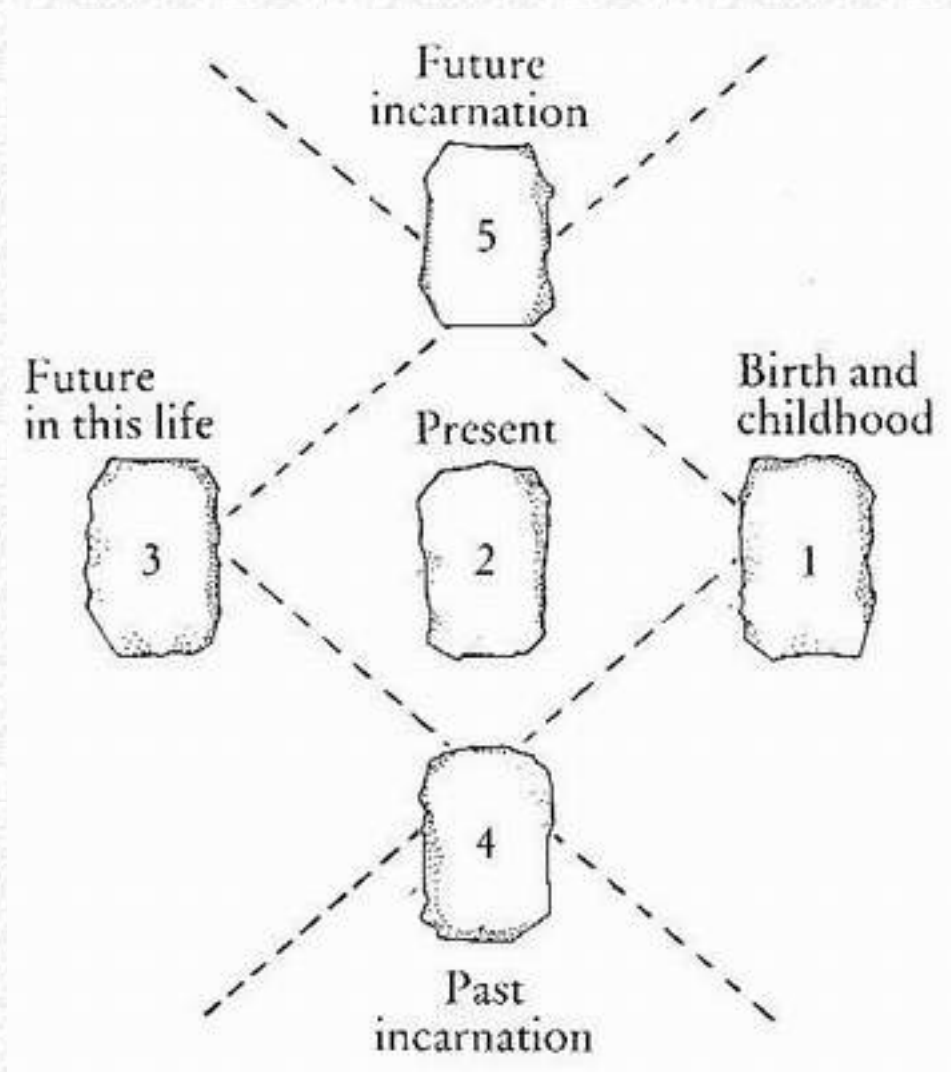 Future
incarnation
5
Future
in this life
Present
Birth and
childhood
3
2
1
4
Past
incarnation